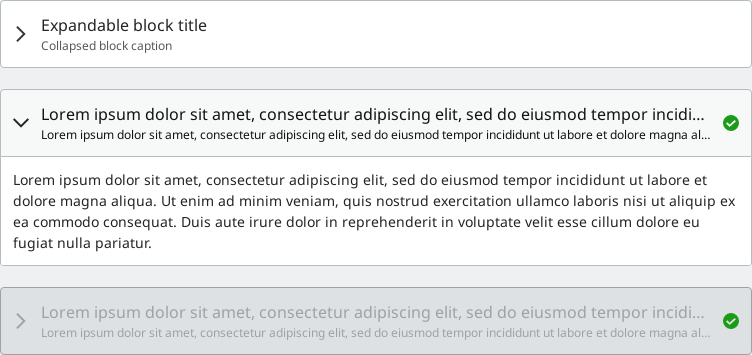 Expandable block title
Collapsed block caption
Lorem ipsum dolor sit amet, consectetur adipiscing elit, sed do eiusmod tempor incidi...
Lorem ipsum dolor sit amet, consectetur adipiscing elit, sed do eiusmod tempor incididunt ut labore et dolore magna al...
Lorem ipsum dolor sit amet, consectetur adipiscing elit, sed do eiusmod tempor incididunt ut labore et
dolore magna aliqua. Ut enim ad minim veniam, quis nostrud exercitation ullamco laboris nisi ut aliquip ex
ea commodo consequat. Duis aute irure dolor in reprehenderit in voluptate velit esse cillum dolore eu
fugiat nulla pariatur.
Lorem ipsum dolor sit amet, consectetur adipiscing elit, sed do eiusmod tempor incidi...
Lorem ipsum dolor sit amet, consectetur adipiscing elit, sed do eiusmod tempor incididunt ut labore et dolore magna al...